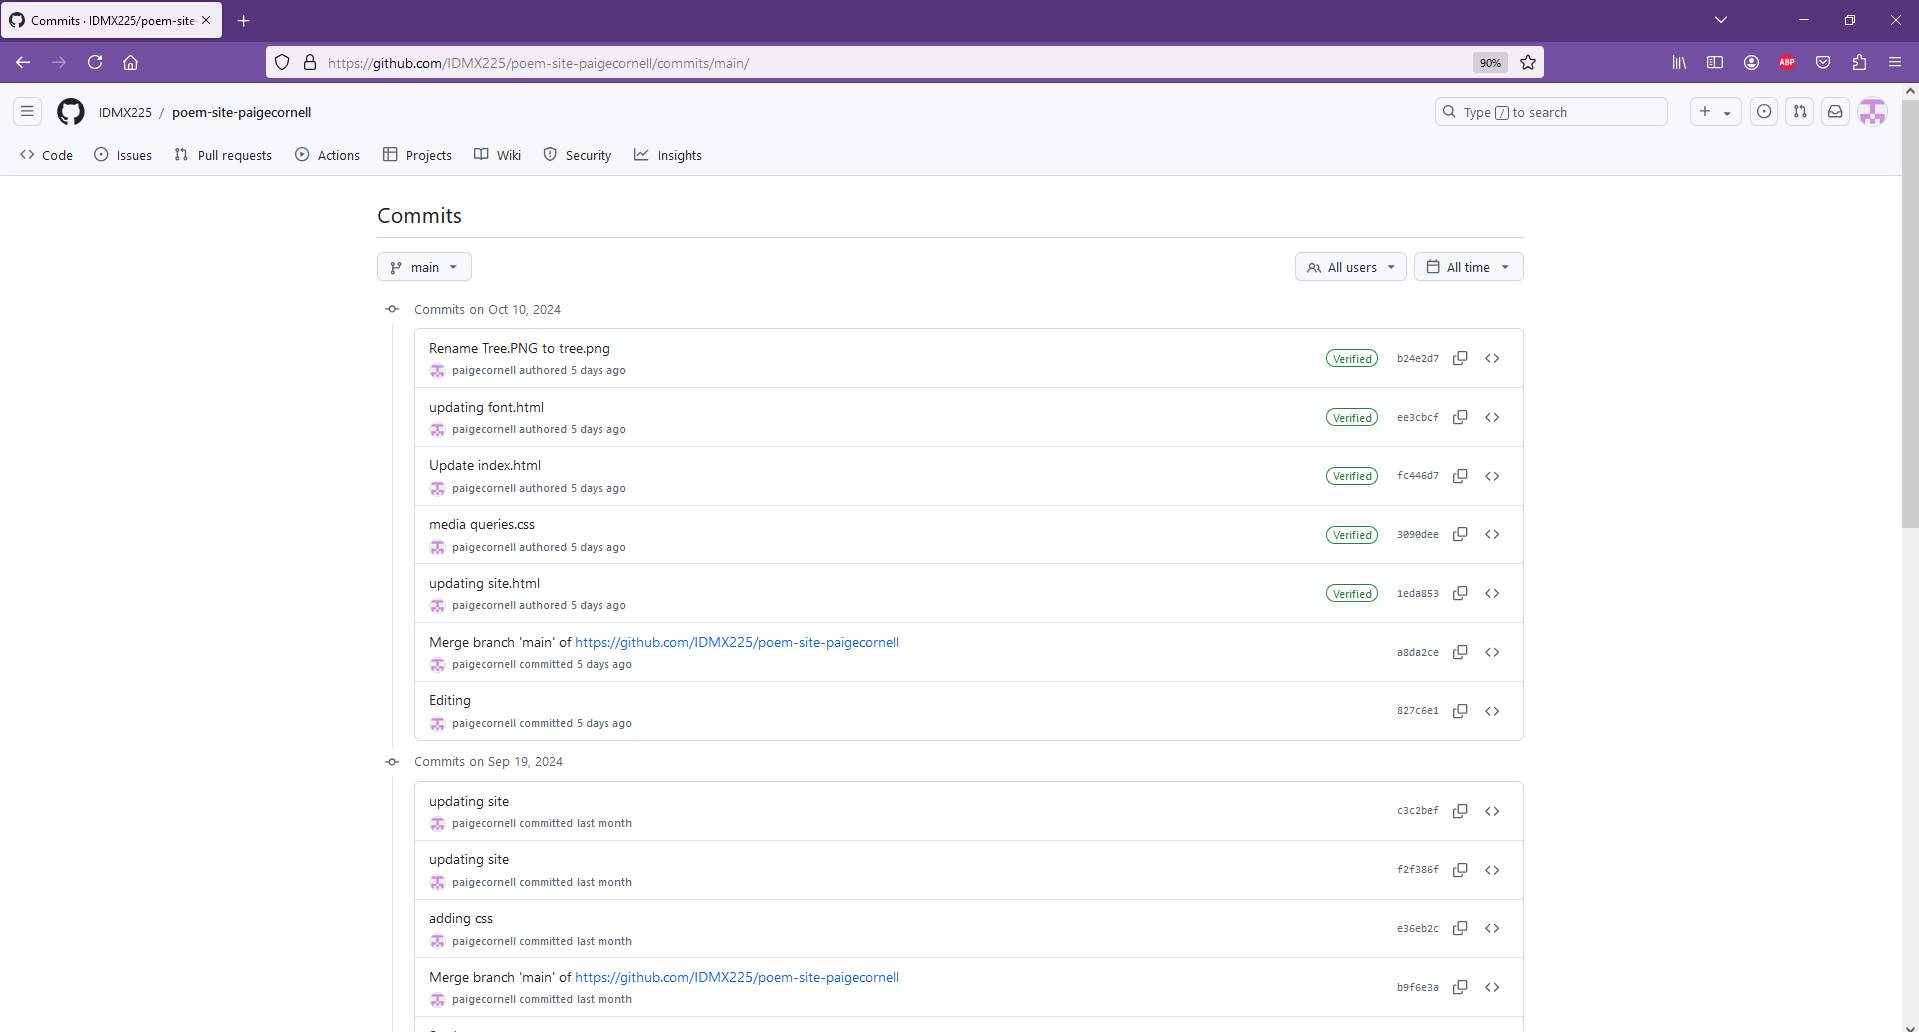 Commits · IDMX225/poem-site-
https://github.com/IDMX225/poem-site-paigecornell/commits/main/
90%
ABP
IDMX225 / poem-site-paigecornell
Type / to search
Code
Issues
Pull requests
Actions
Projects
Wiki
Security
Insights
Commits
main
All users
All time
Commits on Oct 10, 2024
Rename Tree.PNG to tree.png
paigecornell authored 5 days ago
Verified
b24e2d7
updating font.html
paigecornell authored 5 days ago
Verified
ee3cbcf
Update index.html
paigecornell authored 5 days ago
Verified
fc446d7
media queries.css
paigecornell authored 5 days ago
Verified
3090dee
updating site.html
paigecornell authored 5 days ago
Verified
1eda853
Merge branch 'main' of https://github.com/IDMX225/poem-site-paigecornell
paigecornell committed 5 days ago
a8da2ce
Editing
paigecornell committed 5 days ago
827c6e1
Commits on Sep 19, 2024
updating site
paigecornell committed last month
c3c2bef
updating site
paigecornell committed last month
f2f386f
adding css
paigecornell committed last month
e36eb2c
Merge branch 'main' of https://github.com/IDMX225/poem-site-paigecornell
paigecornell committed last month
b9f6e3a